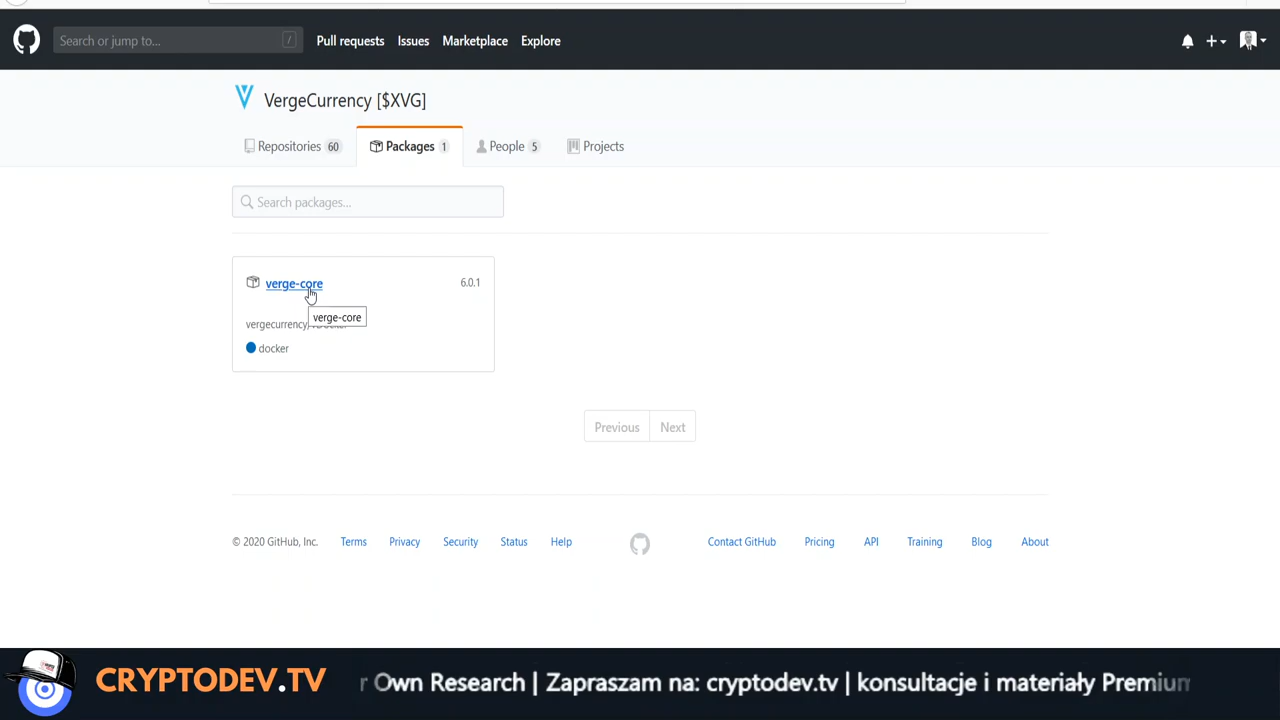 Search or jump to... / Pull requests Issues Marketplace Explore
VergeCurrency [$XVG]
Repositories 60 Packages 1 People 5 Projects
Search packages...
verge-core 6.0.1
verge-core
vergecurrency/
docker
Previous Next
© 2020 GitHub, Inc. Terms Privacy Security Status Help Contact GitHub Pricing API Training Blog About
CRYPTODEV.TV r Own Research | Zapraszam na: cryptodev.tv | konsultacje i materiały Premium